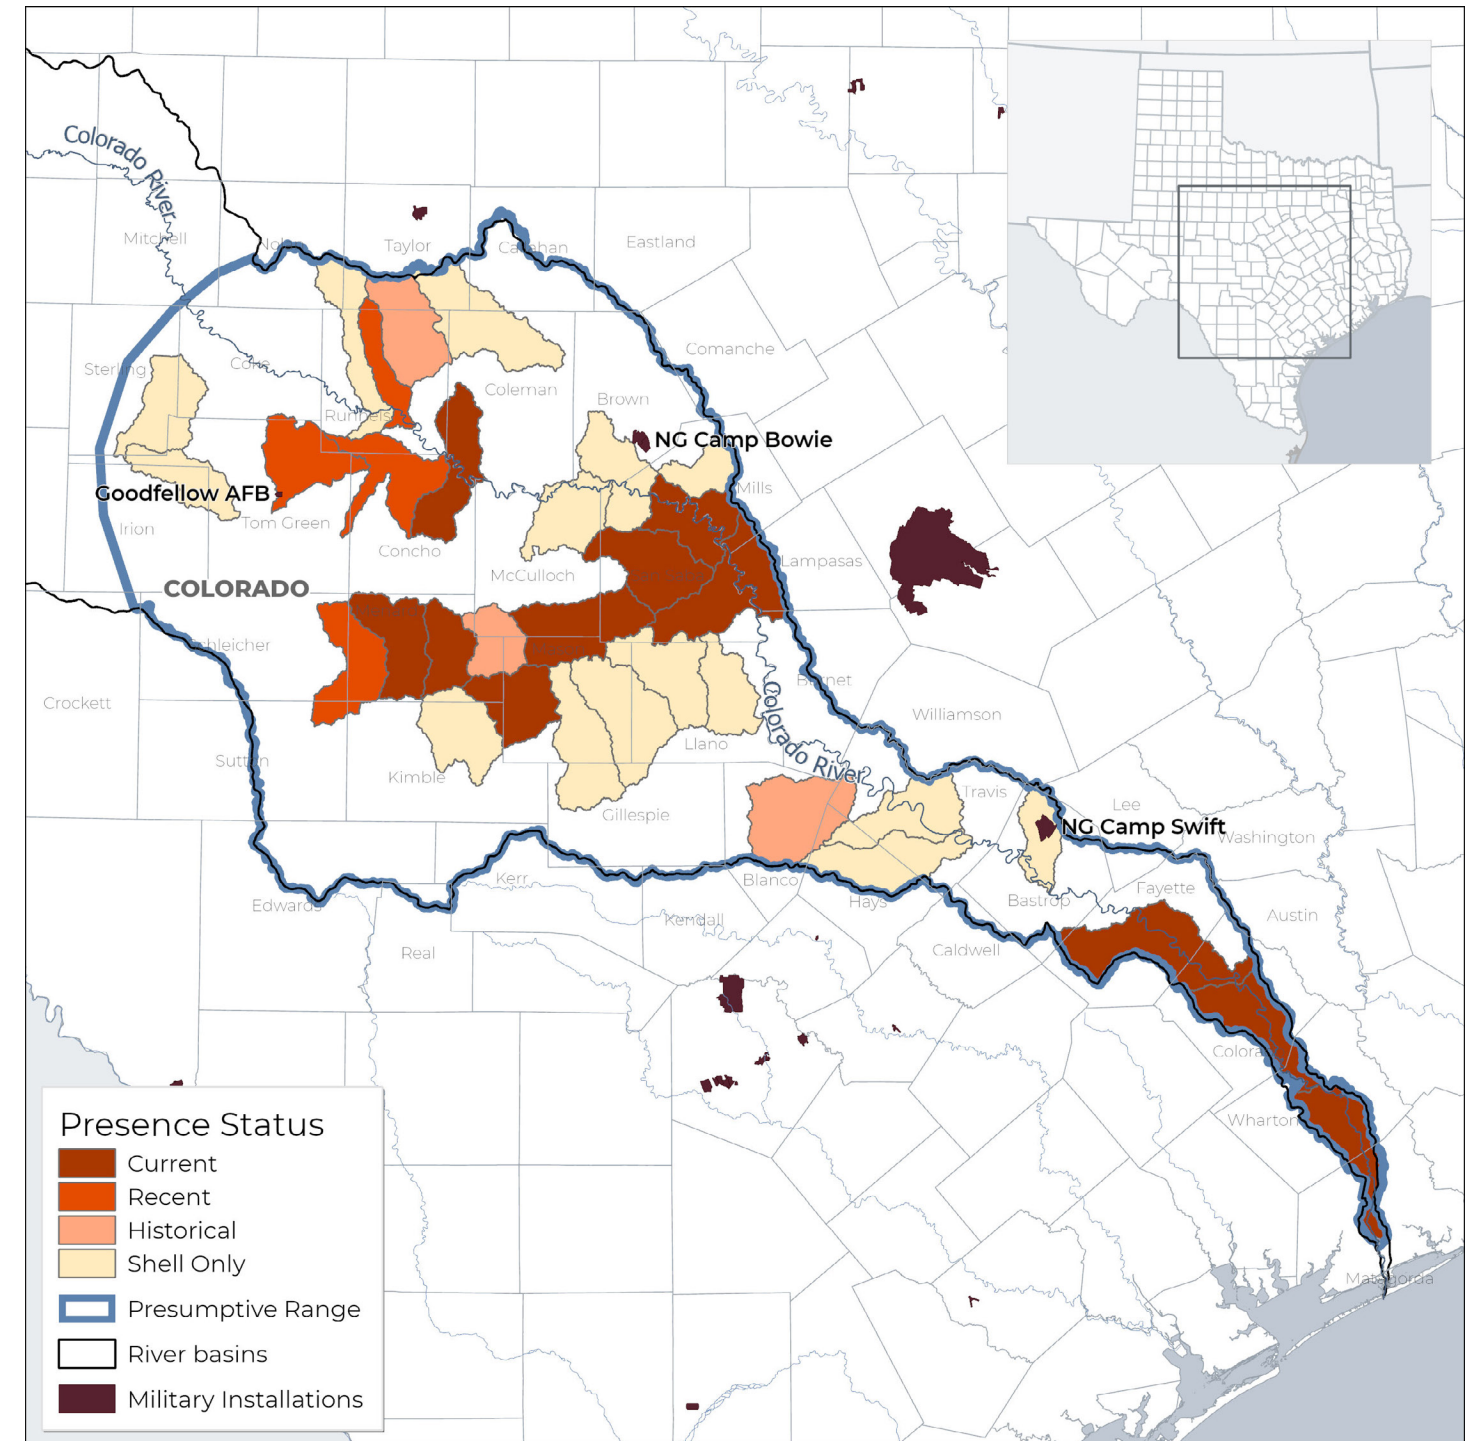 Colorado River
Mitchell
Taylor
Callahan
Eastland
Comanche
Sterling
Coke
Coleman
Runnels
Brown
NG Camp Bowie
Goodfellow AFB
Mills
Irion
Tom Green
Concho
Lampasas
McCulloch
COLORADO
Schleicher
Crockett
Burnet
Colorado River
Williamson
Llano
Sutton
Kimble
Gillespie
Travis
Lee
NG Camp Swift
Washington
Kerr
Blanco
Hays
Bastrop
Fayette
Edwards
Kendall
Austin
Real
Caldwell
Colorado
Wharton
Matagorda
Presence Status
Current
Recent
Historical
Shell Only
Presumptive Range
River basins
Military Installations